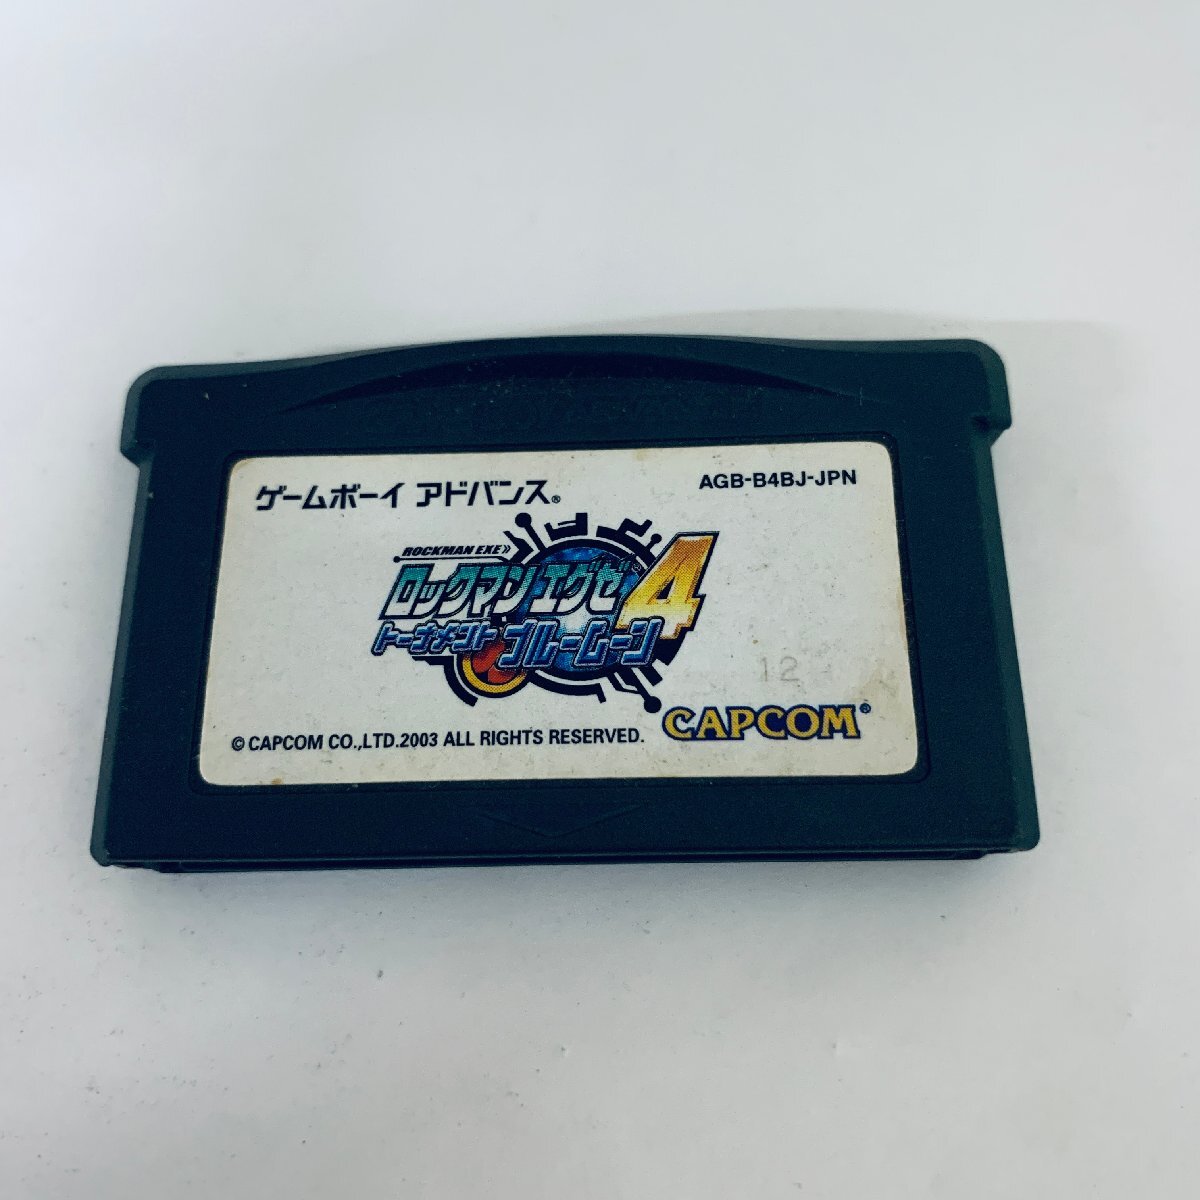 ゲームボーイ アドバンス®
AGB-B4BJ-JPN
ROCKMAN EXE
ロックマン エグゼ® 4
トーナメント ブルームーン
12
CAPCOM®
© CAPCOM CO.,LTD.2003 ALL RIGHTS RESERVED.